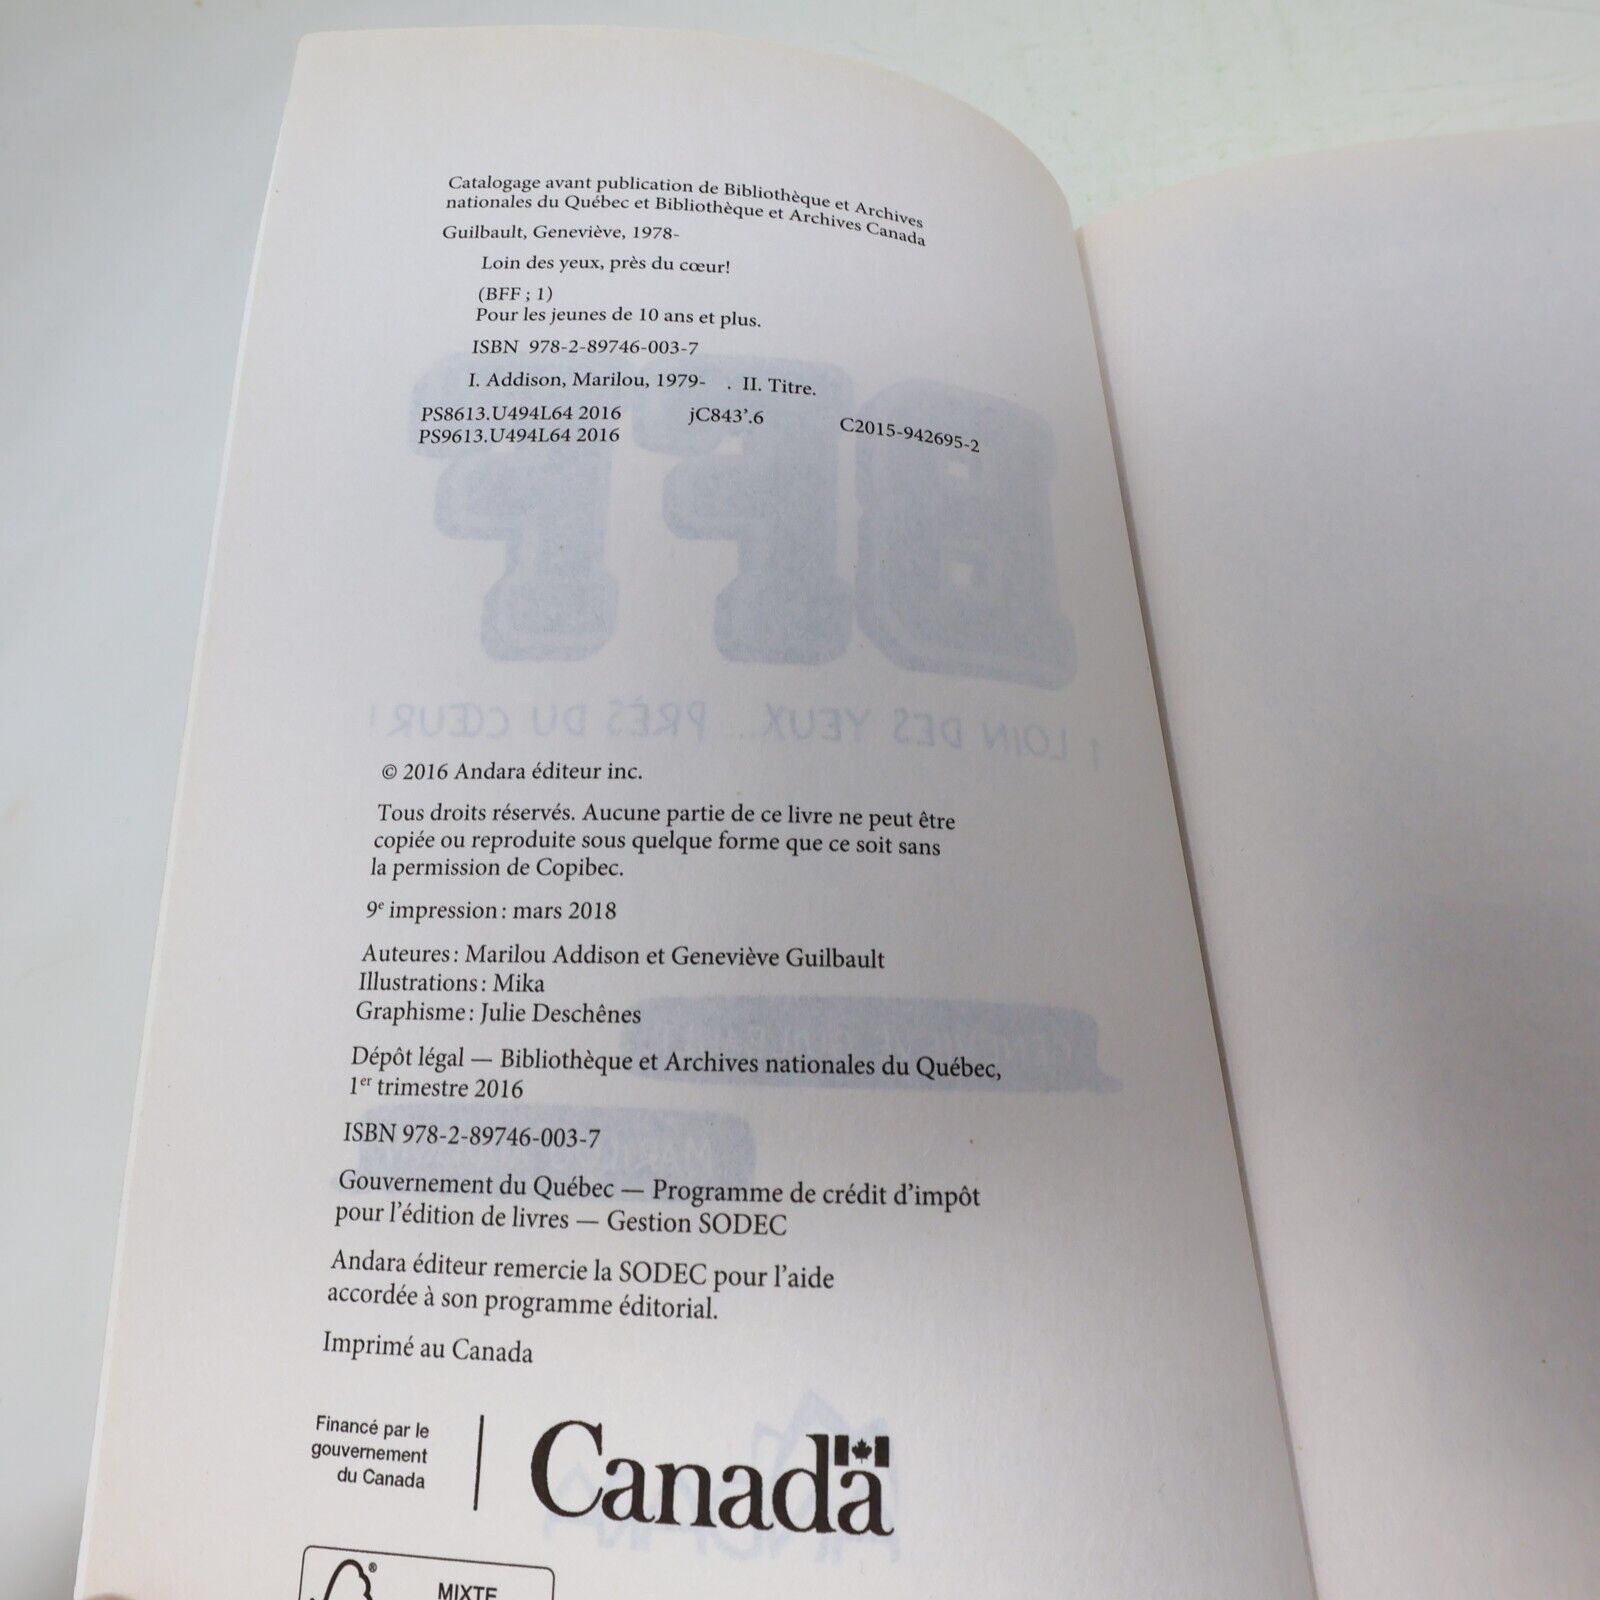 Catalogage avant publication de Bibliothèque et Archives
nationales du Québec et Bibliothèque et Archives Canada
Guilbault, Geneviève, 1978-
Loin des yeux, près du cœur!
(BFF ; 1)
Pour les jeunes de 10 ans et plus.
ISBN 978-2-89746-003-7
I. Addison, Marilou, 1979- . II. Titre.
PS8613.U494L64 2016 jC843'.6 C2015-942695-2
PS9613.U494L64 2016
BFF
1 LOIN DES YEUX... PRÈS DU CŒUR !
© 2016 Andara éditeur inc.
Tous droits réservés. Aucune partie de ce livre ne peut être
copiée ou reproduite sous quelque forme que ce soit sans
la permission de Copibec.
9e impression : mars 2018
Auteures : Marilou Addison et Geneviève Guilbault
Illustrations : Mika
Graphisme : Julie Deschênes
Dépôt légal — Bibliothèque et Archives nationales du Québec,
1er trimestre 2016
ISBN 978-2-89746-003-7
Gouvernement du Québec — Programme de crédit d'impôt
pour l'édition de livres — Gestion SODEC
Andara éditeur remercie la SODEC pour l'aide
accordée à son programme éditorial.
Imprimé au Canada
Financé par le
gouvernement
du Canada
Canada
®
MIXTE